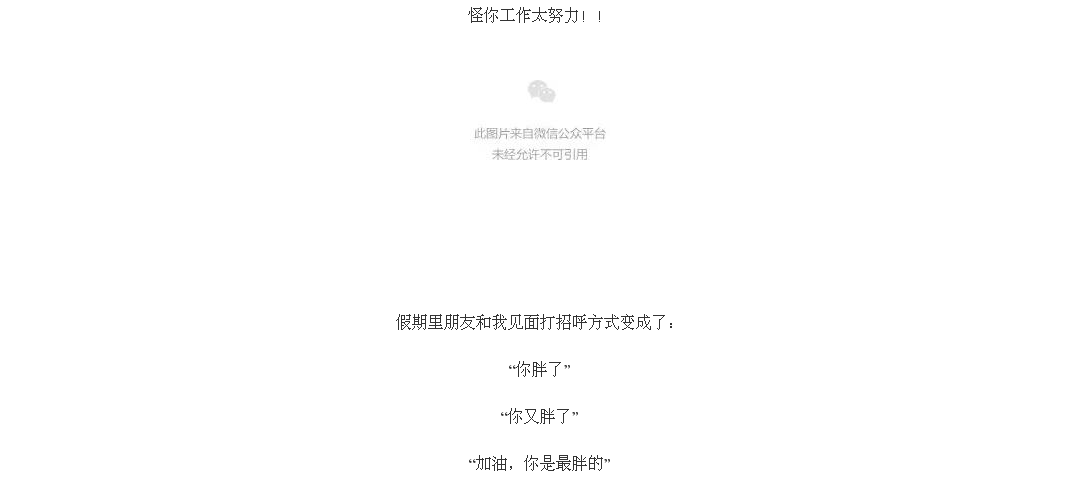 怪你工作太努力！！
此图片来自微信公众平台
未经允许不可引用
假期里朋友和我见面打招呼方式变成了：
“你胖了”
“你又胖了”
“加油，你是最胖的”